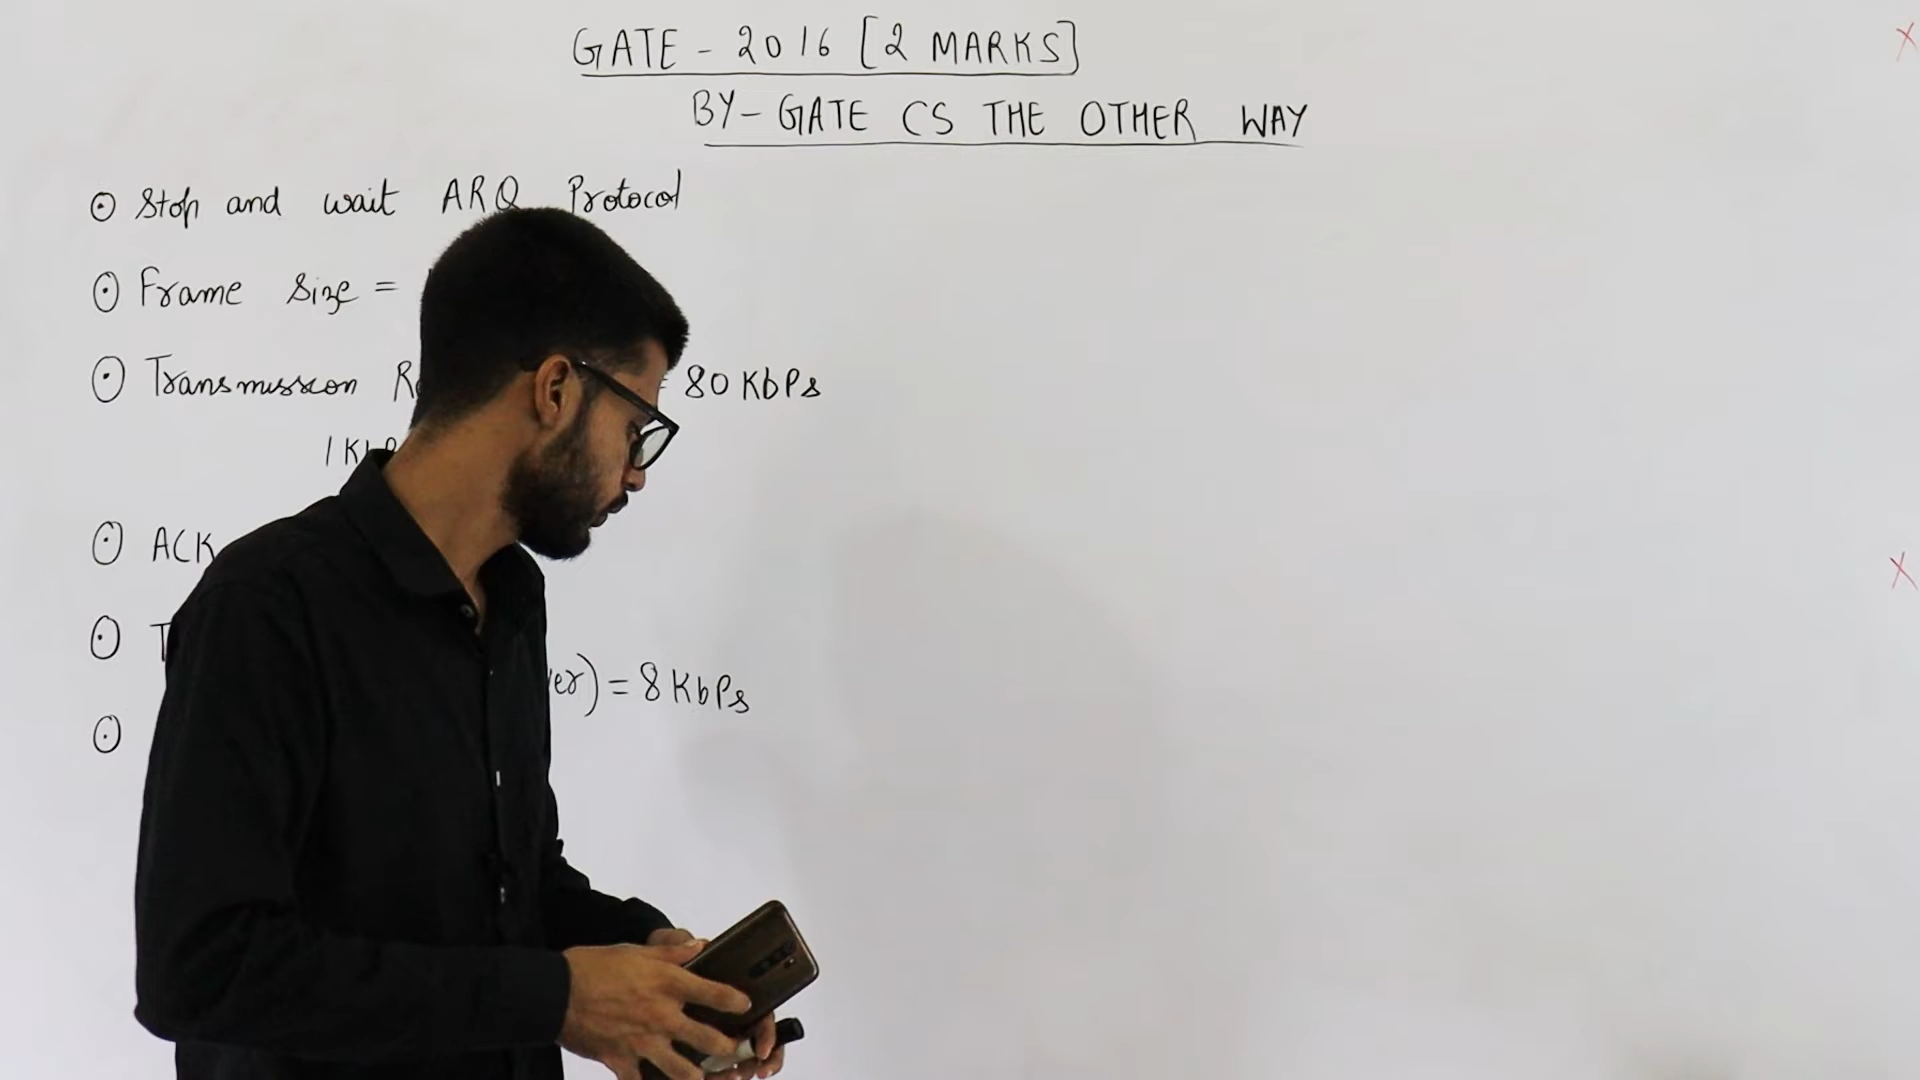 GATE - 2016 [2 MARKS]
BY - GATE CS THE OTHER WAY
⊙ Stop and wait ARQ Protocol
⊙ Frame Size =
⊙ Transmission = 80 KbPs
⊙ ACK
⊙
= 8 KbPs
⊙
X
X